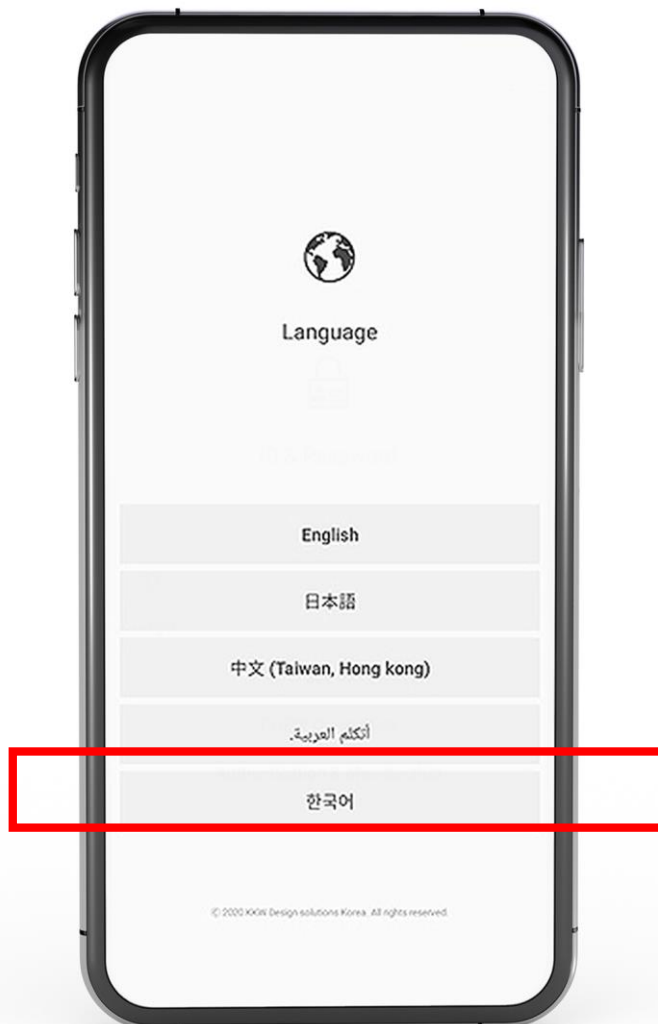 Language
English
日本語
中文 (Taiwan, Hong kong)
أتكلم العربية.
한국어
© 2020 KKW Design solutions Korea. All rights reserved.